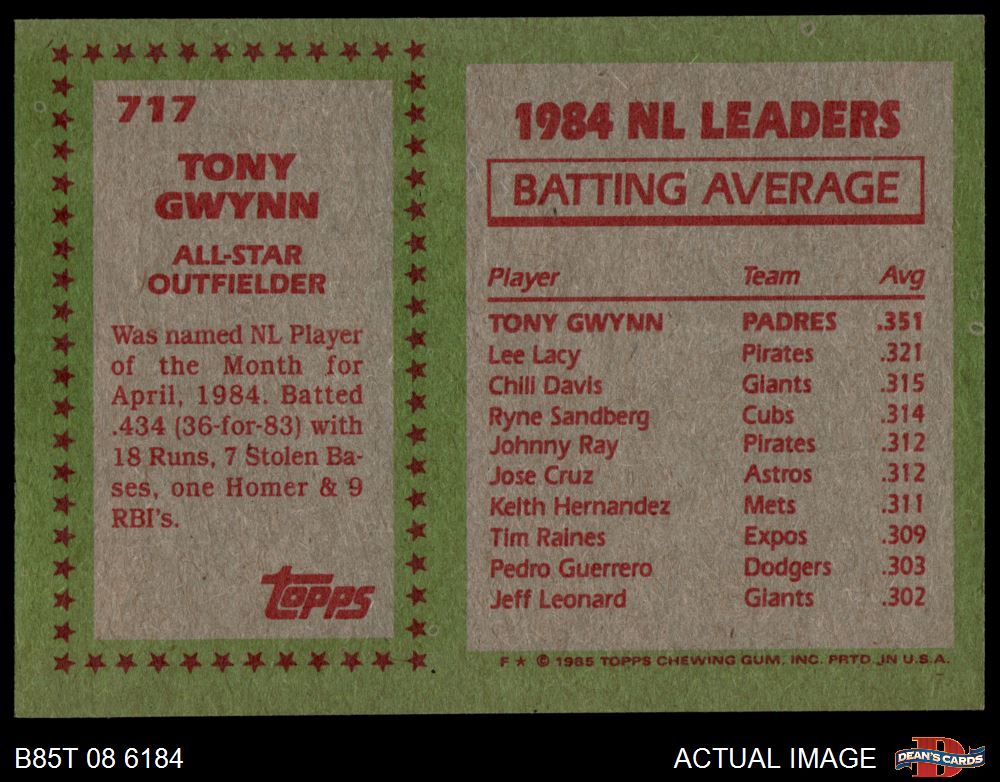 717
TONY
GWYNN
ALL-STAR
OUTFIELDER
Was named NL Player
of the Month for
April, 1984. Batted
.434 (36-for-83) with
18 Runs, 7 Stolen Ba-
ses, one Homer & 9
RBI's.
topps
1984 NL LEADERS
BATTING AVERAGE
Player Team Avg
TONY GWYNN PADRES .351
Lee Lacy Pirates .321
Chili Davis Giants .315
Ryne Sandberg Cubs .314
Johnny Ray Pirates .312
Jose Cruz Astros .312
Keith Hernandez Mets .311
Tim Raines Expos .309
Pedro Guerrero Dodgers .303
Jeff Leonard Giants .302
F ★ © 1985 TOPPS CHEWING GUM, INC. PRTD. IN U.S.A.
B85T 08 6184
ACTUAL IMAGE
D
DEAN'S CARDS